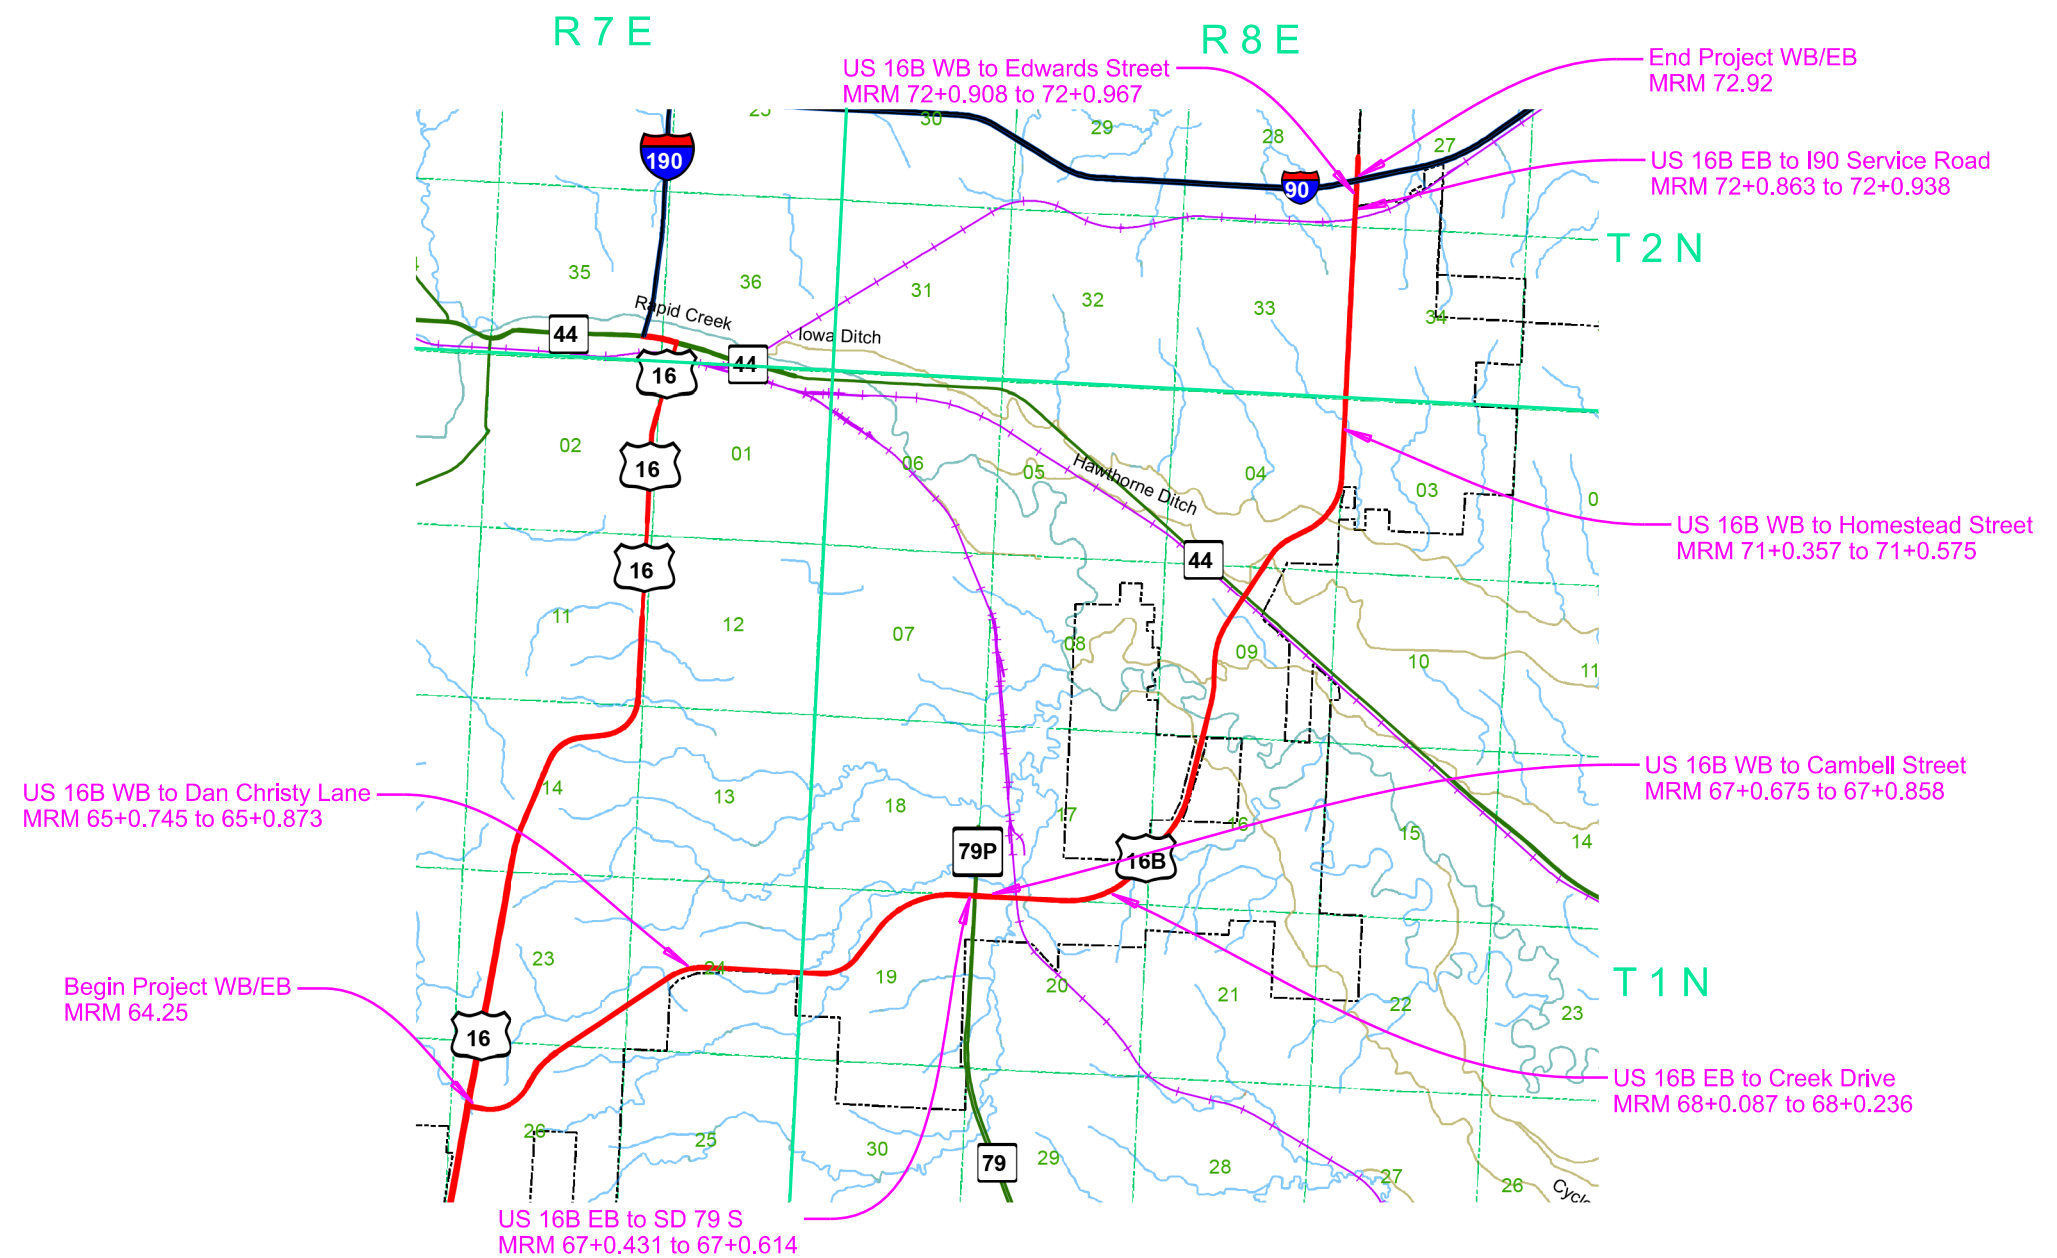 R 7 E
R 8 E
US 16B WB to Edwards Street
MRM 72+0.908 to 72+0.967
End Project WB/EB
MRM 72.92
US 16B EB to I90 Service Road
MRM 72+0.863 to 72+0.938
30
29
28
27
190
90
T 2 N
35
36
31
32
33
34
Rapid Creek
Iowa Ditch
44
44
16
02
01
06
05
04
03
Hawthorne Ditch
16
16
44
US 16B WB to Homestead Street
MRM 71+0.357 to 71+0.575
11
12
07
08
09
10
11
US 16B WB to Dan Christy Lane
MRM 65+0.745 to 65+0.873
14
13
18
17
16
15
14
US 16B WB to Cambell Street
MRM 67+0.675 to 67+0.858
79P
16B
23
24
19
20
21
22
23
T 1 N
Begin Project WB/EB
MRM 64.25
16
US 16B EB to Creek Drive
MRM 68+0.087 to 68+0.236
26
25
30
29
28
27
26
79
US 16B EB to SD 79 S
MRM 67+0.431 to 67+0.614